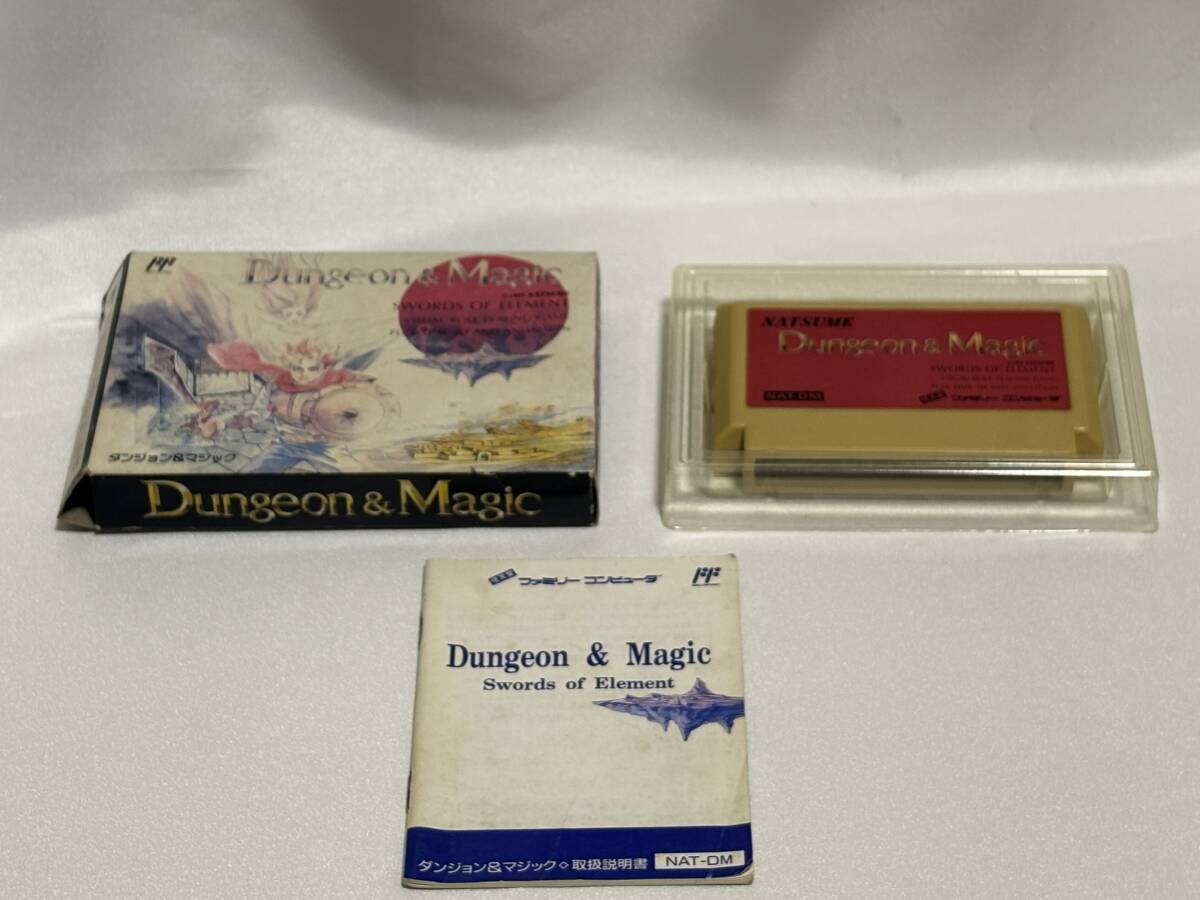 Dungeon & Magic
SWORDS OF ELEMENT
ダンジョン&マジック
Dungeon & Magic
NATSUME
Dungeon & Magic
SWORDS OF ELEMENT
NAT-DM
ファミリーコンピュータ
ファミリーコンピュータ
Dungeon & Magic
Swords of Element
ダンジョン&マジック◇取扱説明書 NAT-DM